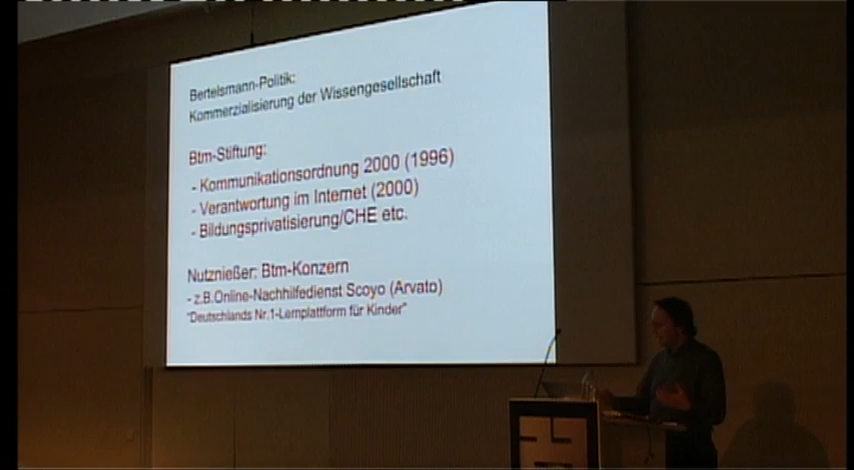 Bertelsmann-Politik:
Kommerzialisierung der Wissengesellschaft
Btm-Stiftung:
- Kommunikationsordnung 2000 (1996)
- Verantwortung im Internet (2000)
- Bildungsprivatisierung/CHE etc.
Nutznießer: Btm-Konzern
- z.B.Online-Nachhilfedienst Scoyo (Arvato)
"Deutschlands Nr.1-Lernplattform für Kinder"